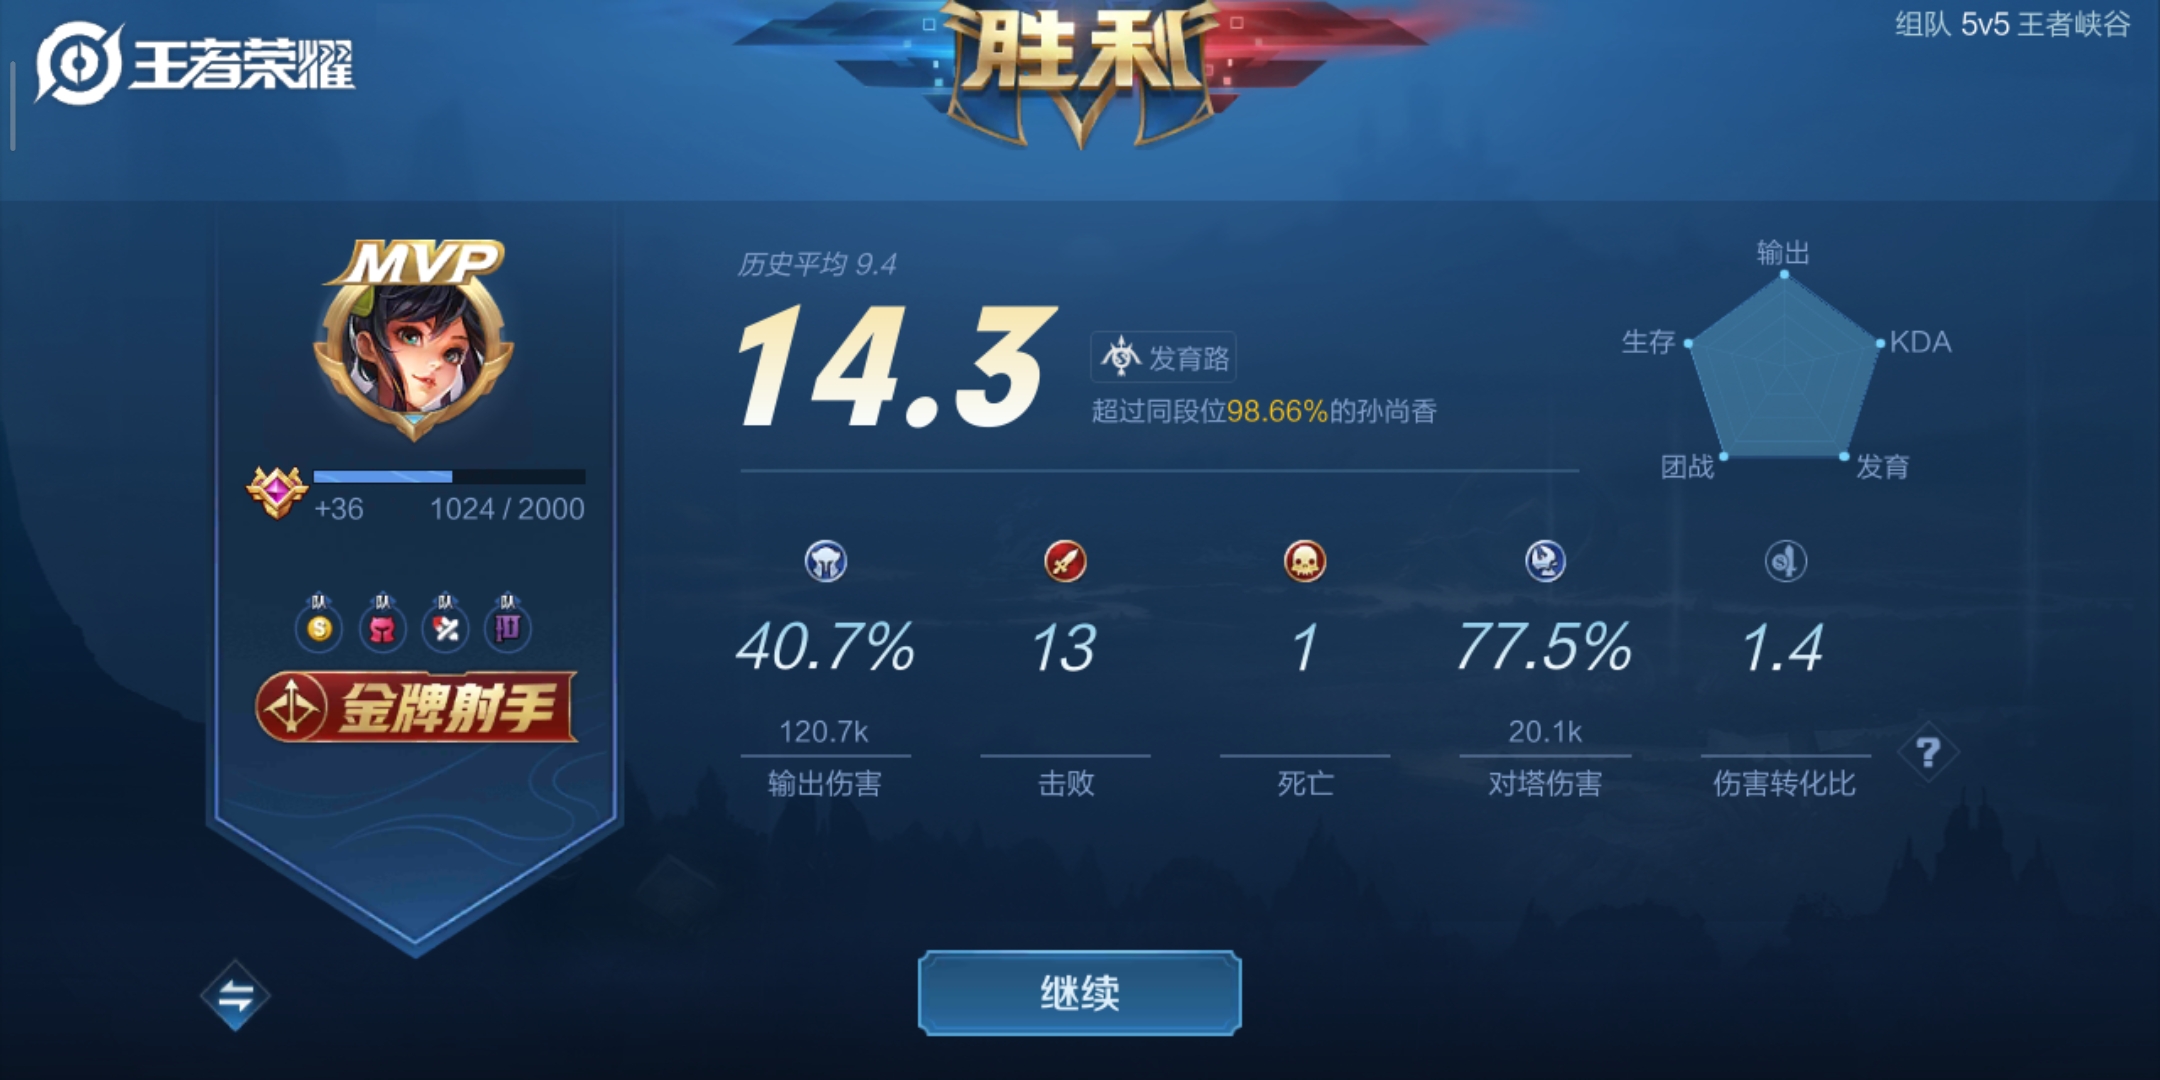 王者荣耀
胜利
组队 5v5 王者峡谷
MVP
+36
1024 / 2000
队 队 队 队
金牌射手
历史平均 9.4
14.3
发育路
超过同段位98.66%的孙尚香
输出
生存
KDA
团战
发育
40.7% 13 1 77.5% 1.4
120.7k 20.1k
输出伤害 击败 死亡 对塔伤害 伤害转化比
?
继续